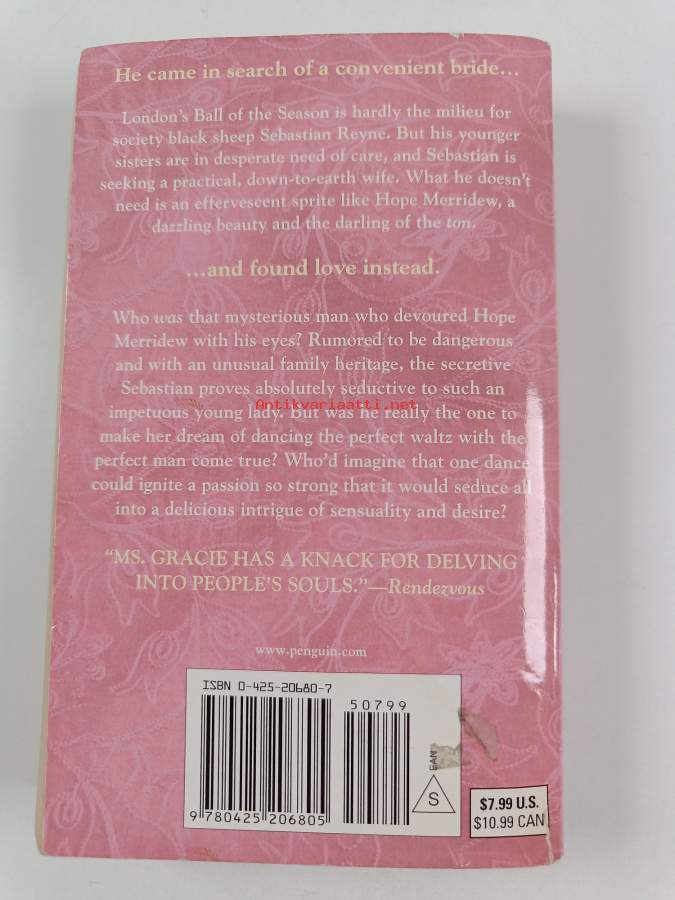 He came in search of a convenient bride...
London's Ball of the Season is hardly the milieu for
society black sheep Sebastian Reyne. But his younger
sisters are in desperate need of care, and Sebastian is
seeking a practical, down-to-earth wife. What he doesn't
need is an effervescent sprite like Hope Merridew, a
dazzling beauty and the darling of the ton.
...and found love instead.
Who was that mysterious man who devoured Hope
Merridew with his eyes? Rumored to be dangerous
and with an unusual family heritage, the secretive
Sebastian proves absolutely seductive to such an
Antikvariaatti.net
impetuous young lady. But was he really the one to
make her dream of dancing the perfect waltz with the
perfect man come true? Who'd imagine that one dance
could ignite a passion so strong that it would seduce all
into a delicious intrigue of sensuality and desire?
"MS. GRACIE HAS A KNACK FOR DELVING
INTO PEOPLE'S SOULS."—Rendezvous
www.penguin.com
ISBN 0-425-20680-7
50799
9 780425 206805
EAN
S
$7.99 U.S.
$10.99 CAN